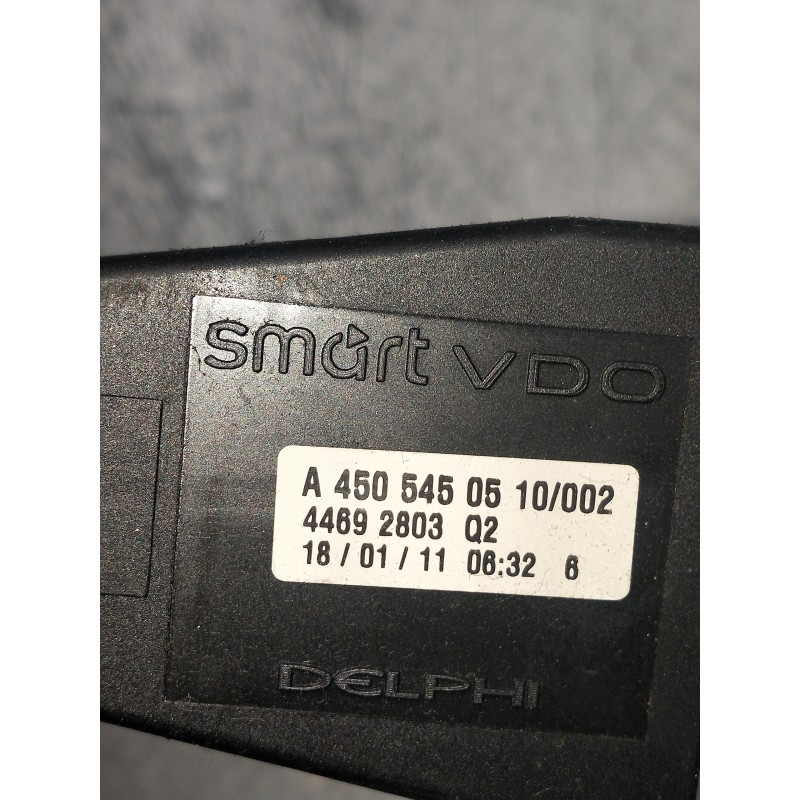 smart VDO
A 450 545 05 10/002
4469 2803 Q2
18/01/11 06:32 6
DELPHI